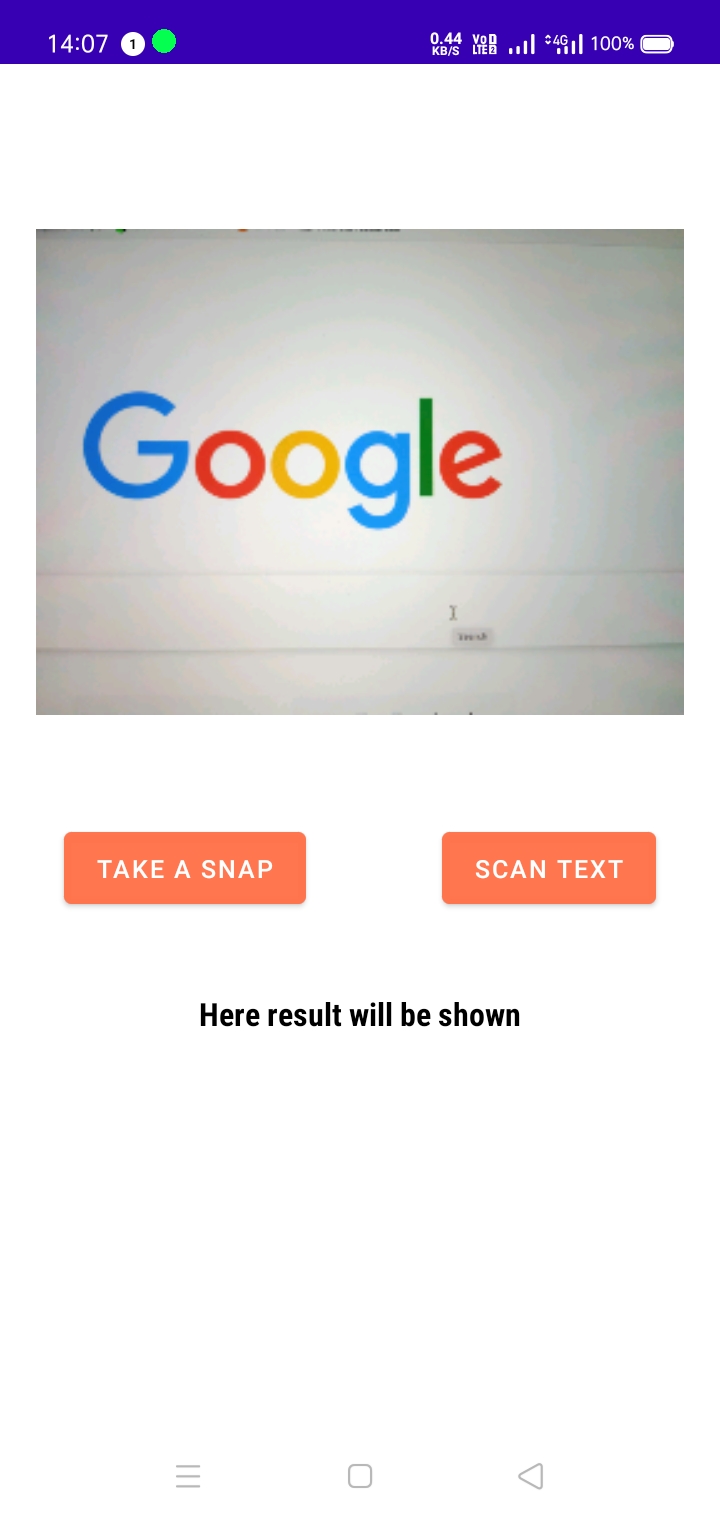 14:07 1 0.44 KB/S VoD LTE2 4G 100%
Google
TAKE A SNAP SCAN TEXT
Here result will be shown